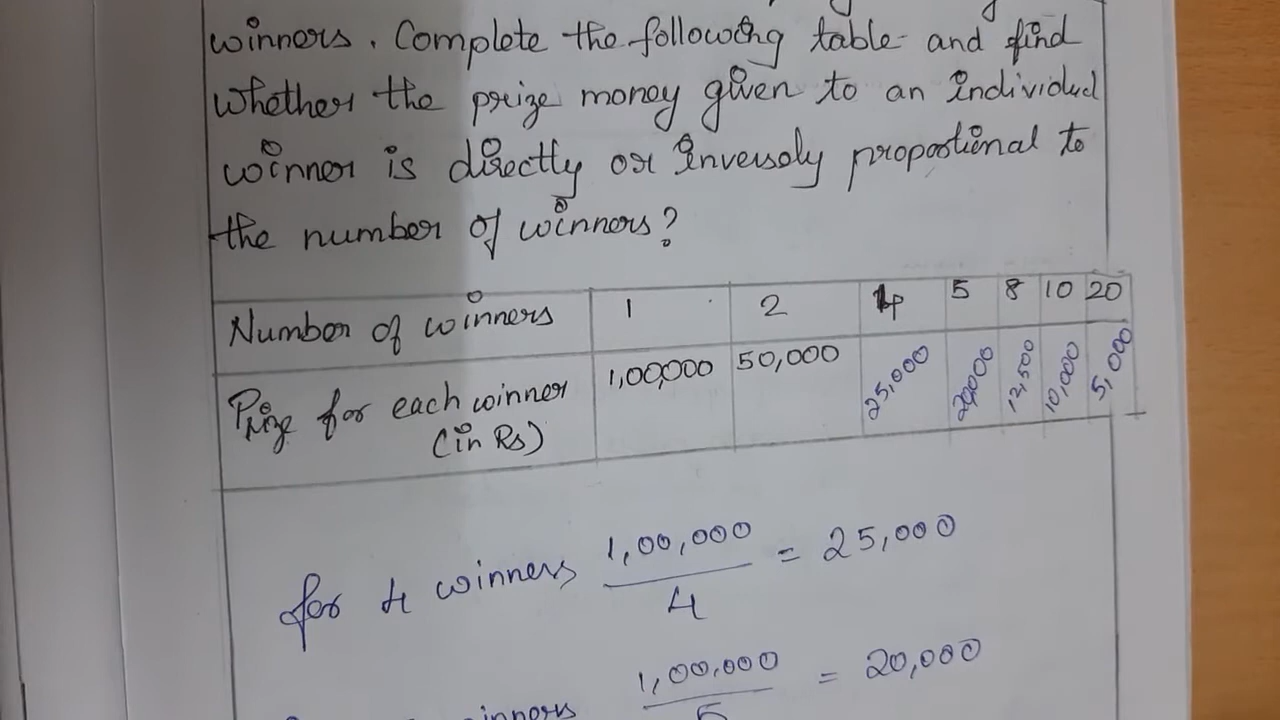 winners. Complete the following table and find
whether the prize money given to an individual
winner is directly or inversely proportional to
the number of winners?
Number of winners 1 2 4 5 8 10 20
Prize for each winner (in Rs) 1,00,000 50,000 25,000 20,000 12,500 10,000 5,000
for 4 winners 1,00,000/4 = 25,000
winners 1,00,000/5 = 20,000